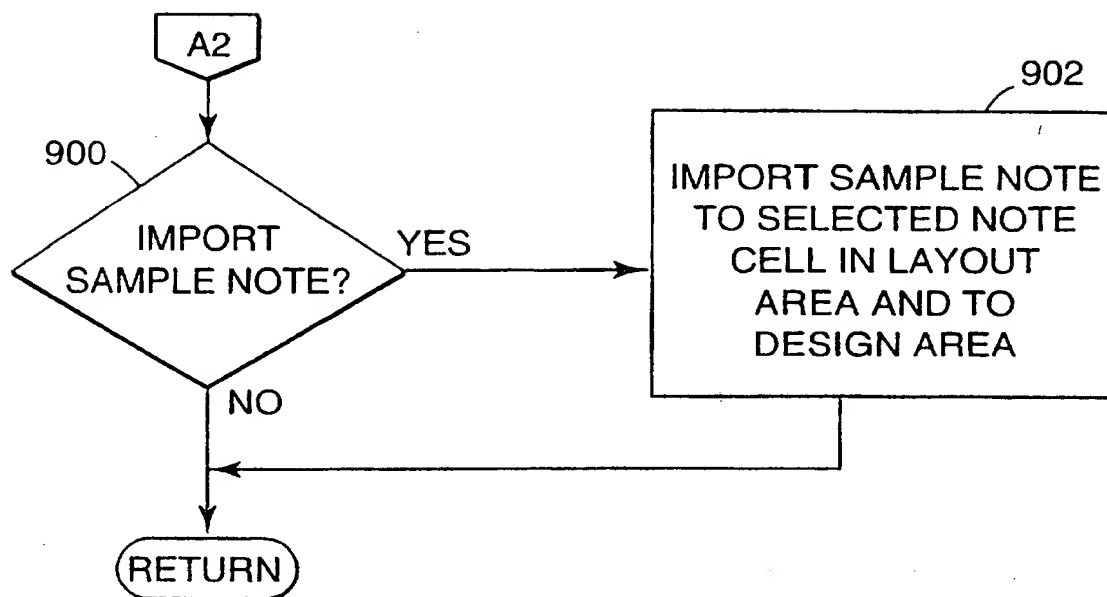 A2
900
IMPORT
SAMPLE NOTE?
YES
NO
902
IMPORT SAMPLE NOTE
TO SELECTED NOTE
CELL IN LAYOUT
AREA AND TO
DESIGN AREA
RETURN